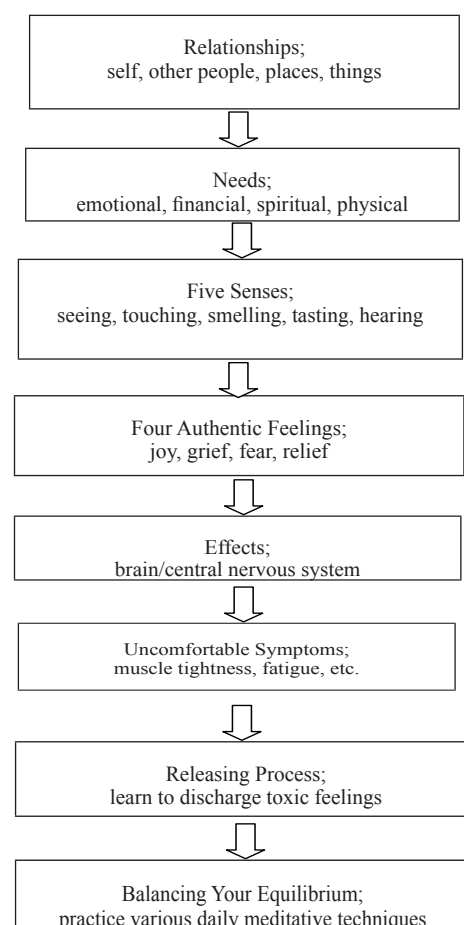 Relationships;
self, other people, places, things
Needs;
emotional, financial, spiritual, physical
Five Senses;
seeing, touching, smelling, tasting, hearing
Four Authentic Feelings;
joy, grief, fear, relief
Effects;
brain/central nervous system
Uncomfortable Symptoms;
muscle tightness, fatigue, etc.
Releasing Process;
learn to discharge toxic feelings
Balancing Your Equilibrium;
practice various daily meditative techniques